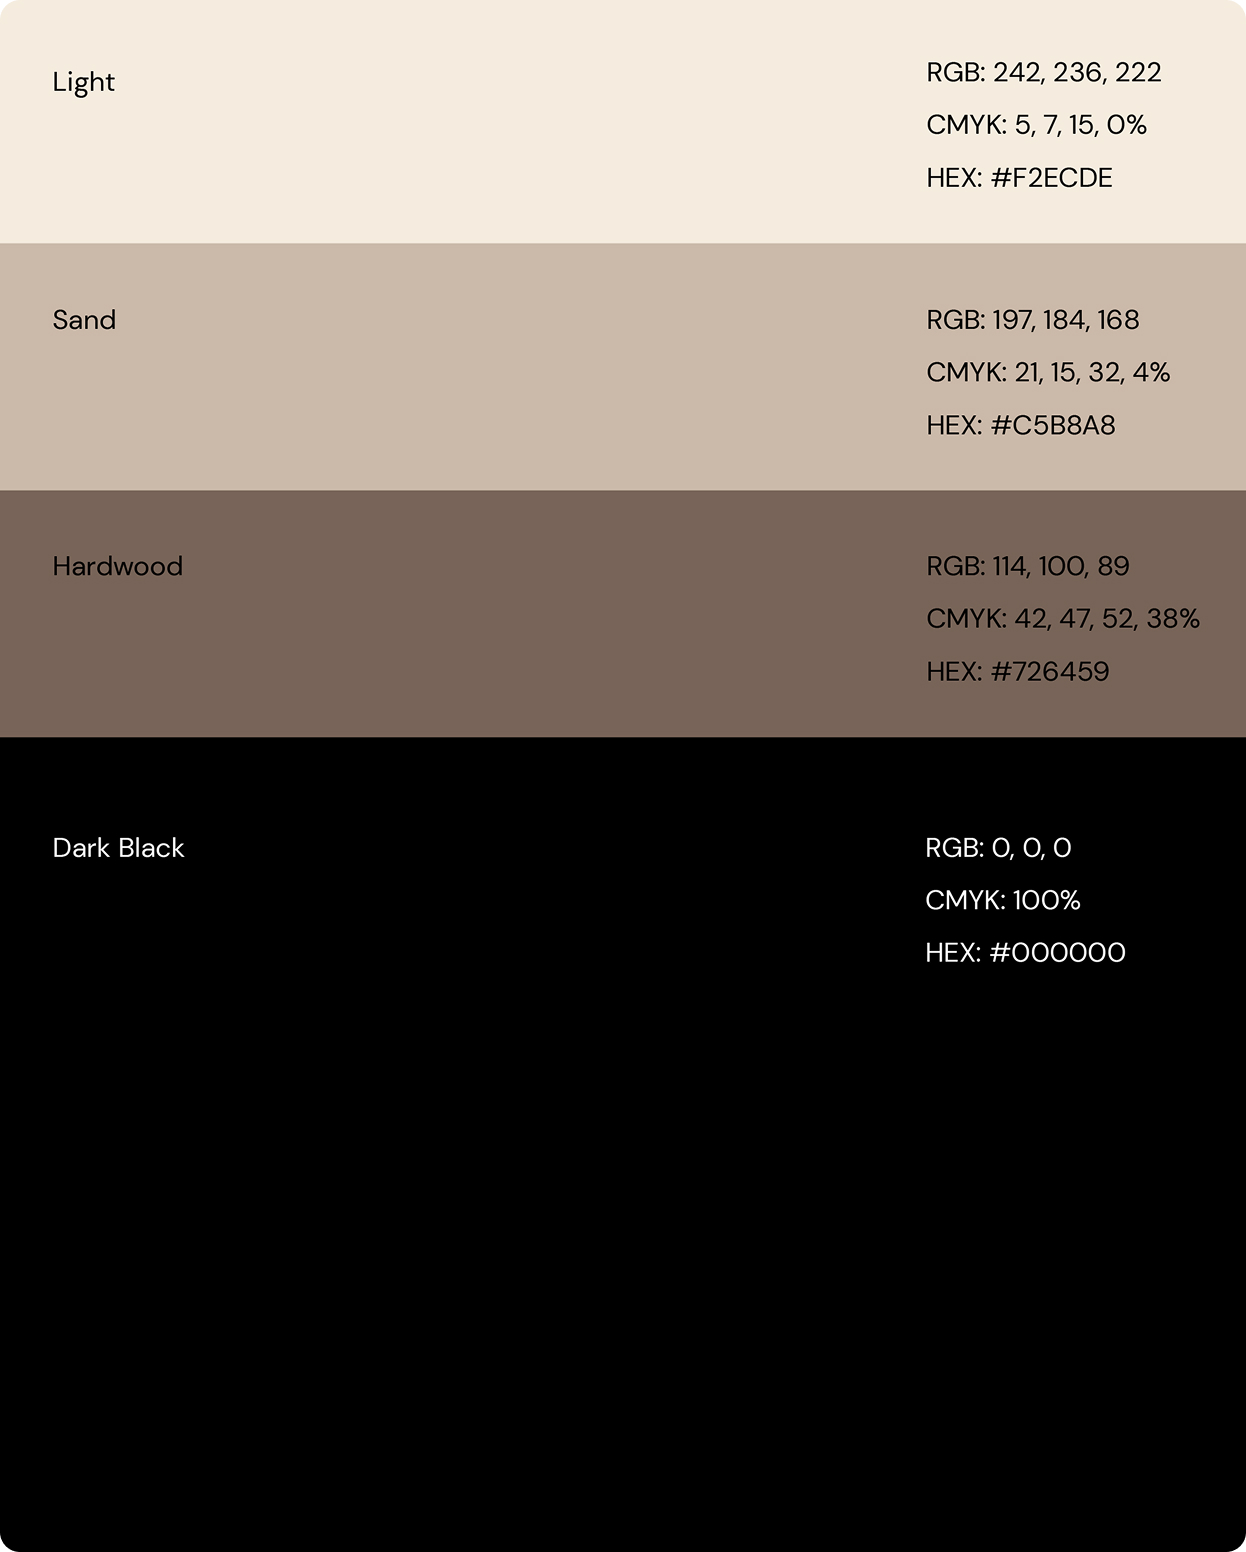 Light
RGB: 242, 236, 222
CMYK: 5, 7, 15, 0%
HEX: #F2ECDE
Sand
RGB: 197, 184, 168
CMYK: 21, 15, 32, 4%
HEX: #C5B8A8
Hardwood
RGB: 114, 100, 89
CMYK: 42, 47, 52, 38%
HEX: #726459
Dark Black
RGB: 0, 0, 0
CMYK: 100%
HEX: #000000